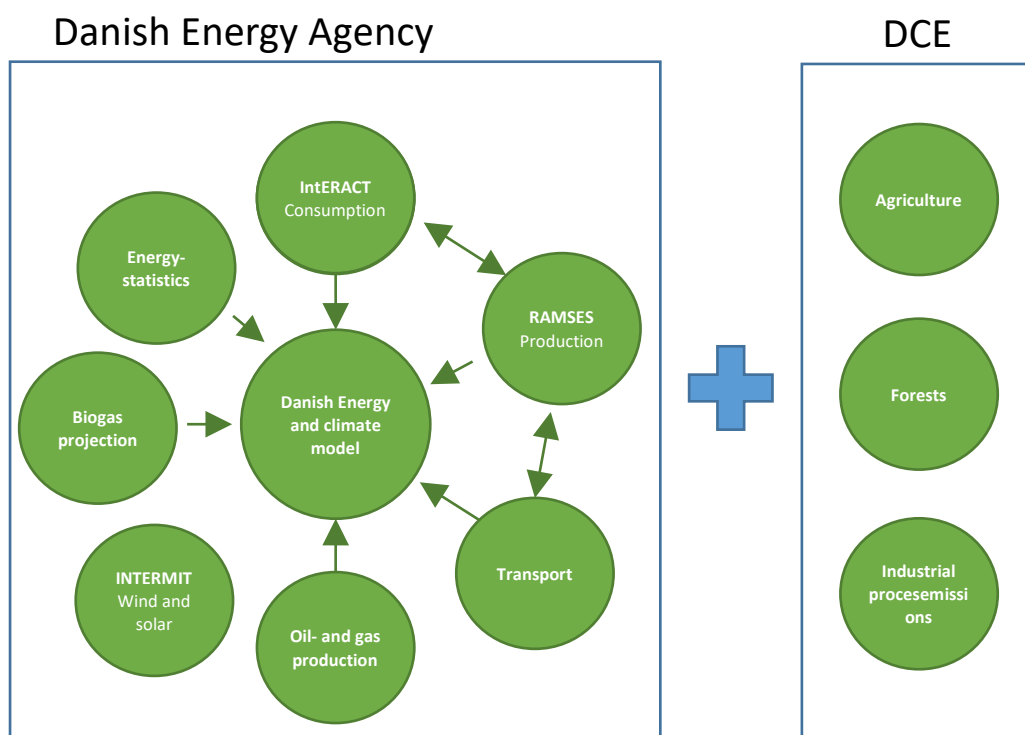 Danish Energy Agency
DCE
IntERACT
Consumption
Energy-
statistics
RAMSES
Production
Biogas
projection
Danish Energy
and climate
model
INTERMIT
Wind and
solar
Oil- and gas
production
Transport
Agriculture
Forests
Industrial
procesemissi
ons